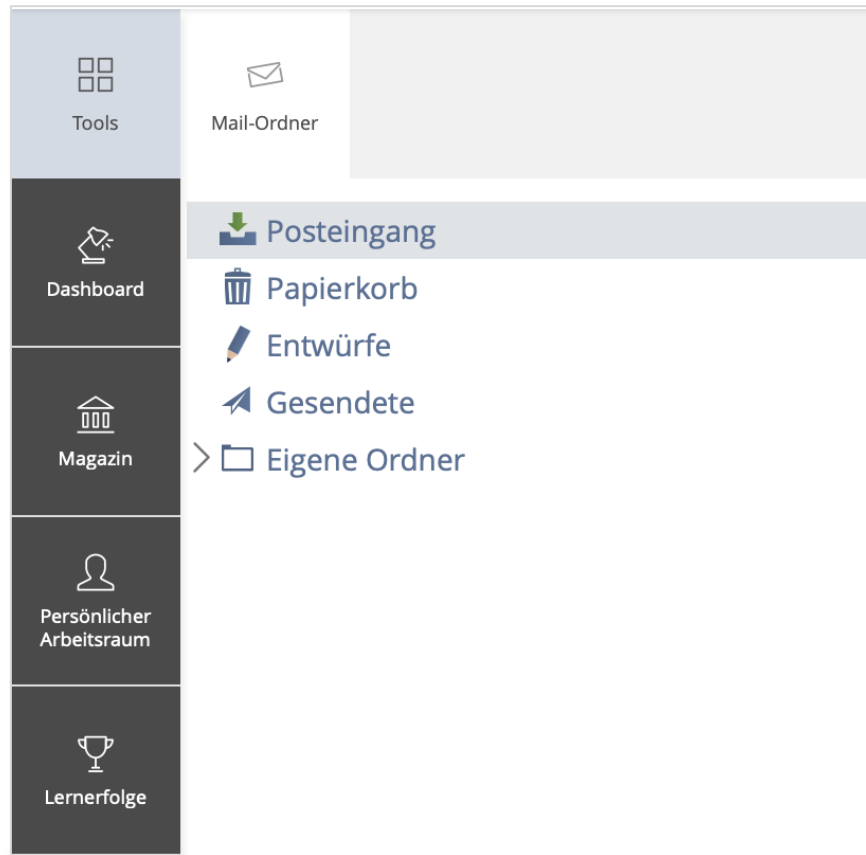 Tools
Mail-Ordner
Dashboard
Magazin
Persönlicher
Arbeitsraum
Lernerfolge
Posteingang
Papierkorb
Entwürfe
Gesendete
Eigene Ordner